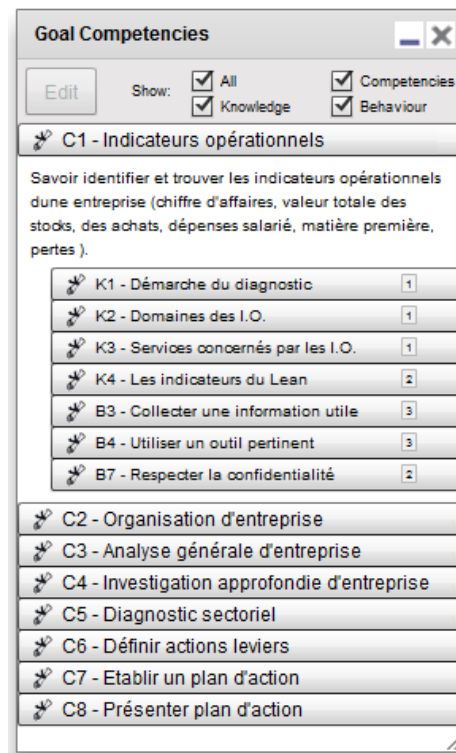 Goal Competencies
Edit
Show:
All
Competencies
Knowledge
Behaviour
C1 - Indicateurs opérationnels
Savoir identifier et trouver les indicateurs opérationnels
dune entreprise (chiffre d'affaires, valeur totale des
stocks, des achats, dépenses salarié, matière première,
pertes ).
K1 - Démarche du diagnostic 1
K2 - Domaines des I.O. 1
K3 - Services concernés par les I.O. 1
K4 - Les indicateurs du Lean 2
B3 - Collecter une information utile 3
B4 - Utiliser un outil pertinent 3
B7 - Respecter la confidentialité 2
C2 - Organisation d'entreprise
C3 - Analyse générale d'entreprise
C4 - Investigation approfondie d'entreprise
C5 - Diagnostic sectoriel
C6 - Définir actions leviers
C7 - Etablir un plan d'action
C8 - Présenter plan d'action